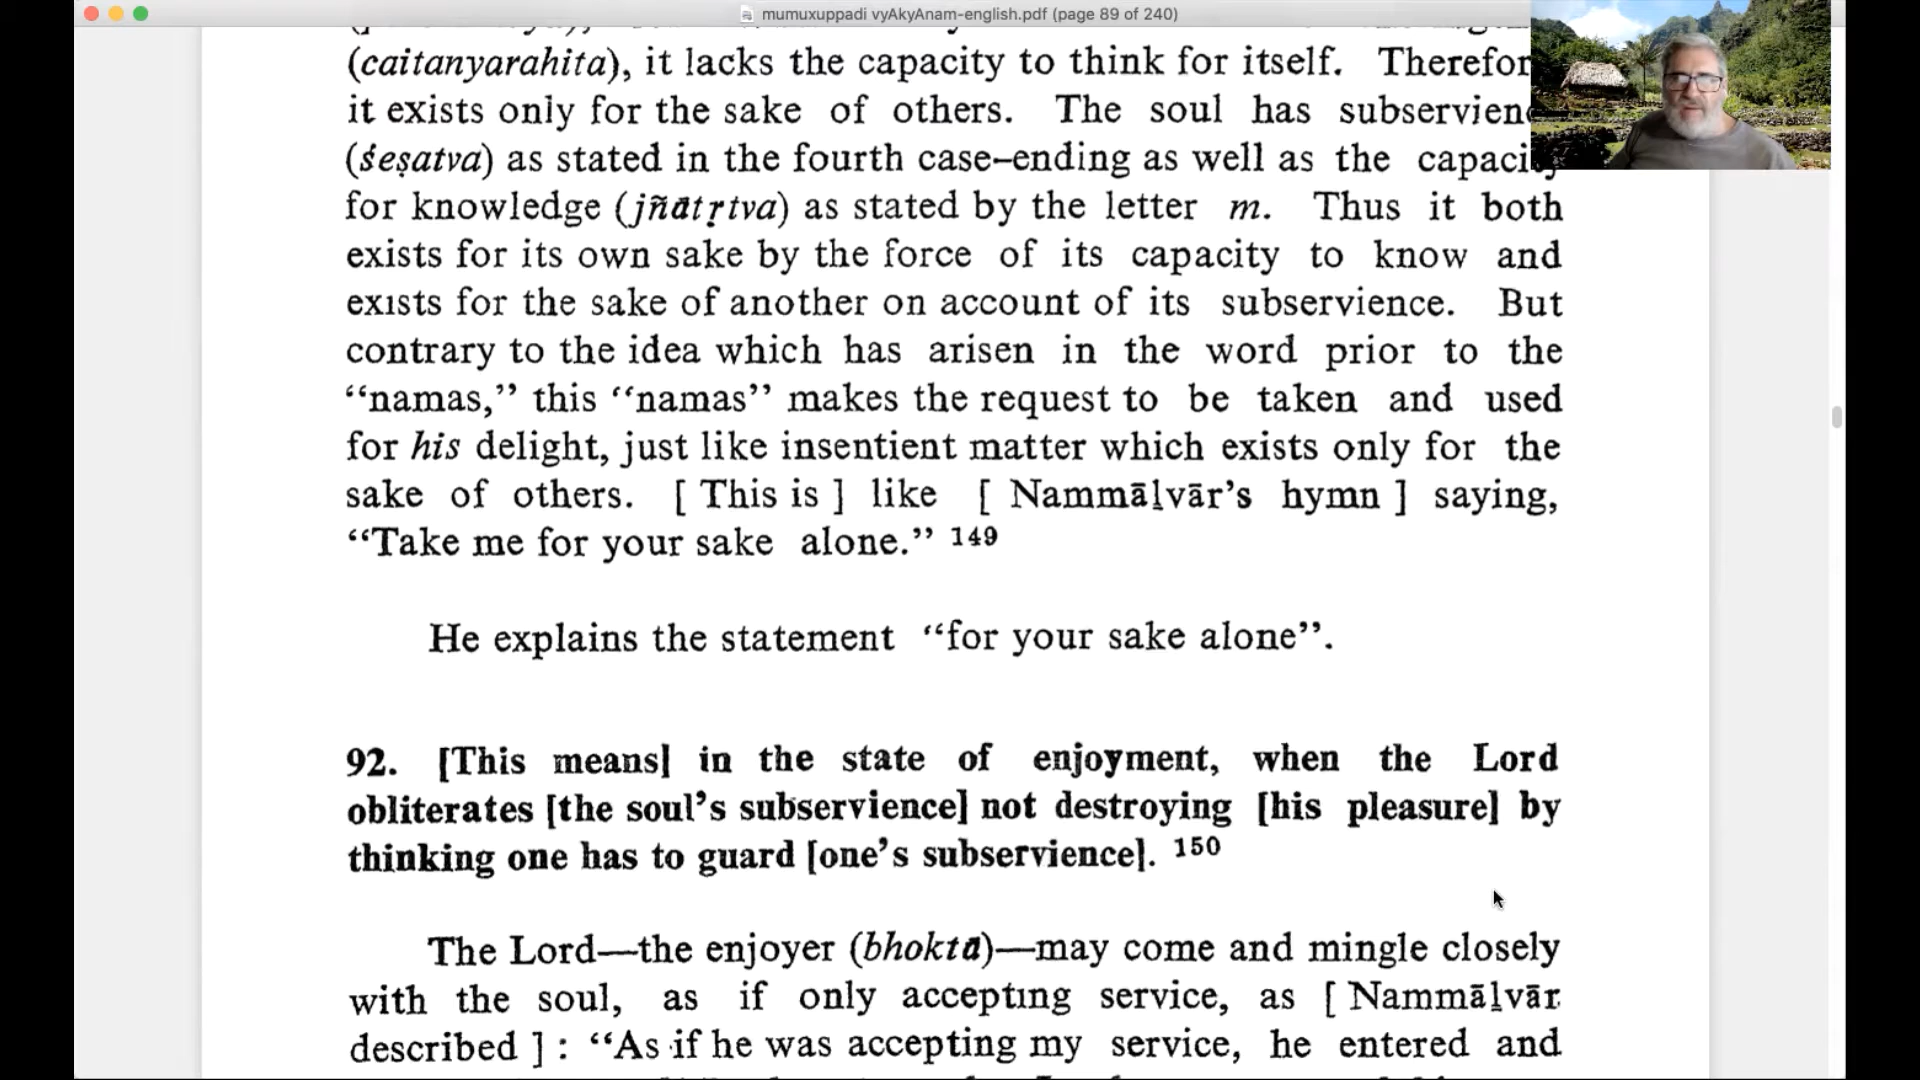 mumuxuppadi vyAkyAnam-english.pdf (page 89 of 240)
(caitanyarahita), it lacks the capacity to think for itself. Therefor
it exists only for the sake of others. The soul has subservienc
(śeṣatva) as stated in the fourth case-ending as well as the capaci
for knowledge (jñātṛtva) as stated by the letter m. Thus it both
exists for its own sake by the force of its capacity to know and
exısts for the sake of another on account of its subservience. But
contrary to the idea which has arisen in the word prior to the
“namas,” this “namas” makes the request to be taken and used
for his delight, just like insentient matter which exists only for the
sake of others. [ This is ] like [ Nammāḻvār’s hymn ] saying,
“Take me for your sake alone.” 149
He explains the statement “for your sake alone”.
92. [This means] in the state of enjoyment, when the Lord
obliterates [the soul’s subservience] not destroying [his pleasure] by
thinking one has to guard [one’s subservience]. 150
The Lord—the enjoyer (bhoktā)—may come and mingle closely
with the soul, as if only acceptıng service, as [ Nammāḻvār
described ] : “As if he was accepting my service, he entered and